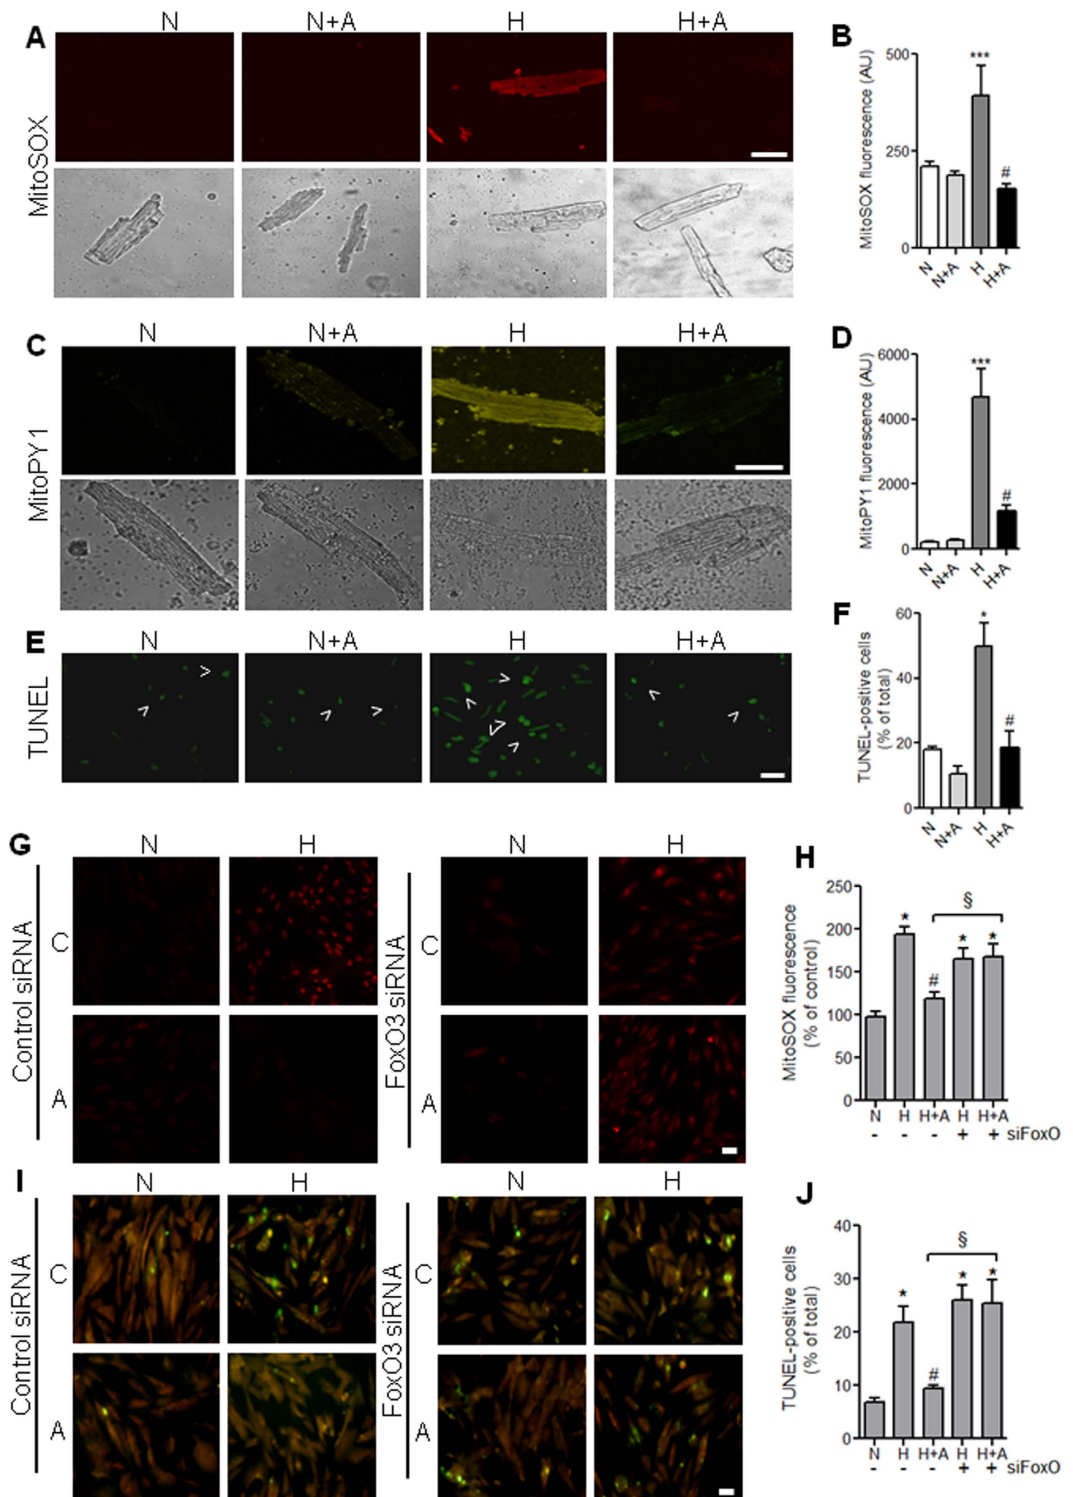 A
N N+A H H+A
MitoSOX
B
MitoSOX fluorescence (AU)
500
250
0
***
#
N N+A H H+A
C
N N+A H H+A
MitoPY1
D
MitoPY1 fluorescence (AU)
6000
4000
2000
0
***
#
N N+A H H+A
E
N N+A H H+A
TUNEL
F
TUNEL-positive cells
(% of total)
60
40
20
0
*
#
N N+A H H+A
G
N H N H
Control siRNA
C
A
FoxO3 siRNA
C
A
H
MitoSOX fluorescence
(% of control)
250
200
150
100
50
0
§
* # * *
N H H+A H H+A
- - - + + siFoxO
I
N H N H
Control siRNA
C
A
FoxO3 siRNA
C
A
J
TUNEL-positive cells
(% of total)
40
30
20
10
0
§
* # * *
N H H+A H H+A
- - - + + siFoxO